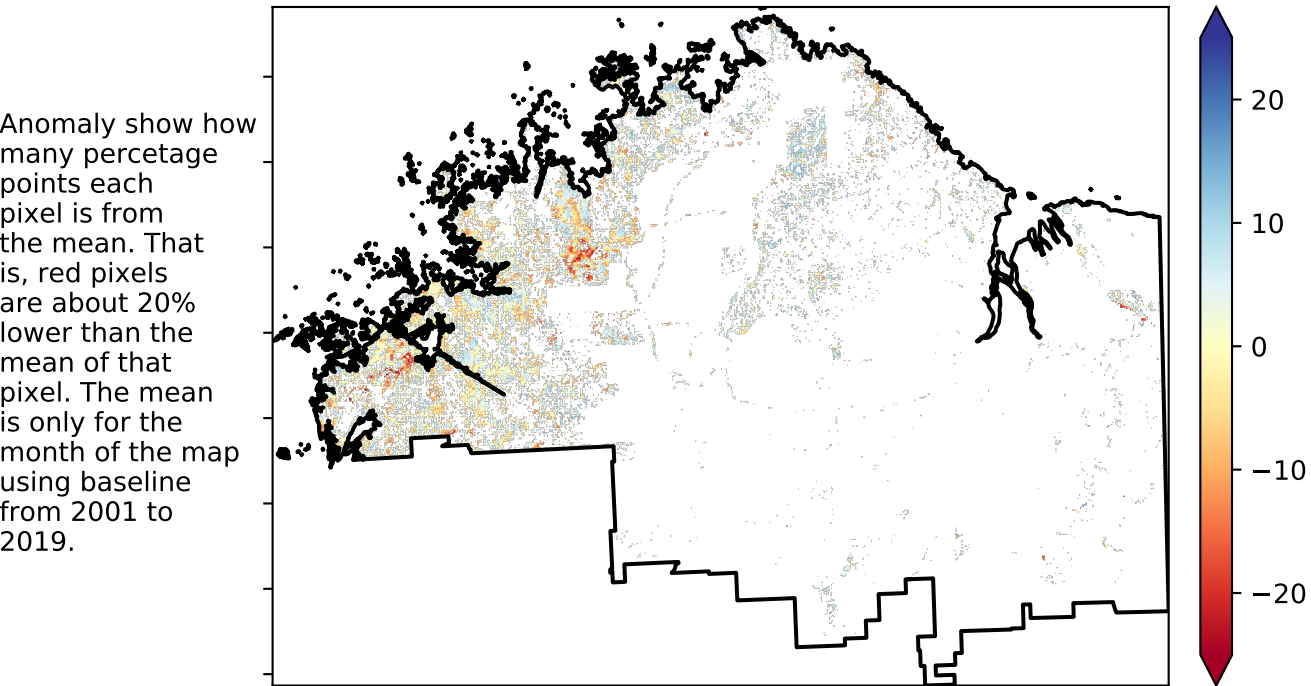 Anomaly show how
many percetage
points each
pixel is from
the mean. That
is, red pixels
are about 20%
lower than the
mean of that
pixel. The mean
is only for the
month of the map
using baseline
from 2001 to
2019.
20
10
0
−10
−20